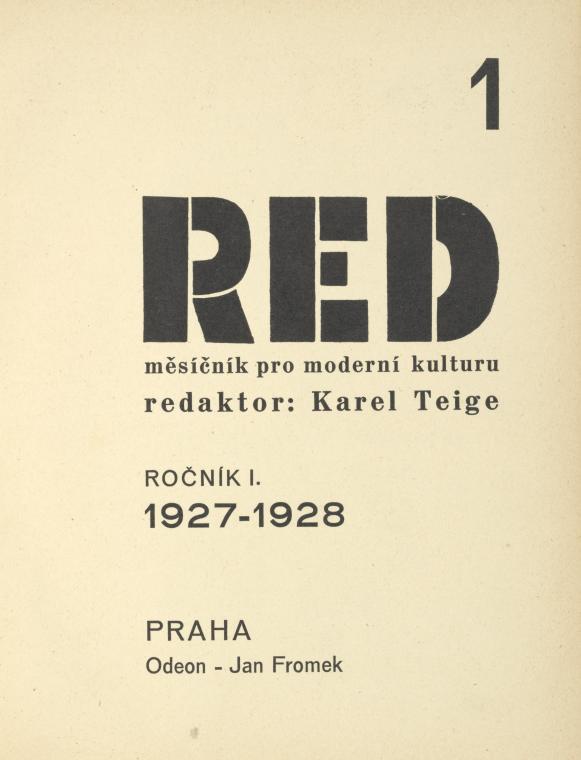 1
RED
měsíčník pro moderní kulturu
redaktor: Karel Teige
ROČNÍK I.
1927-1928
PRAHA
Odeon - Jan Fromek